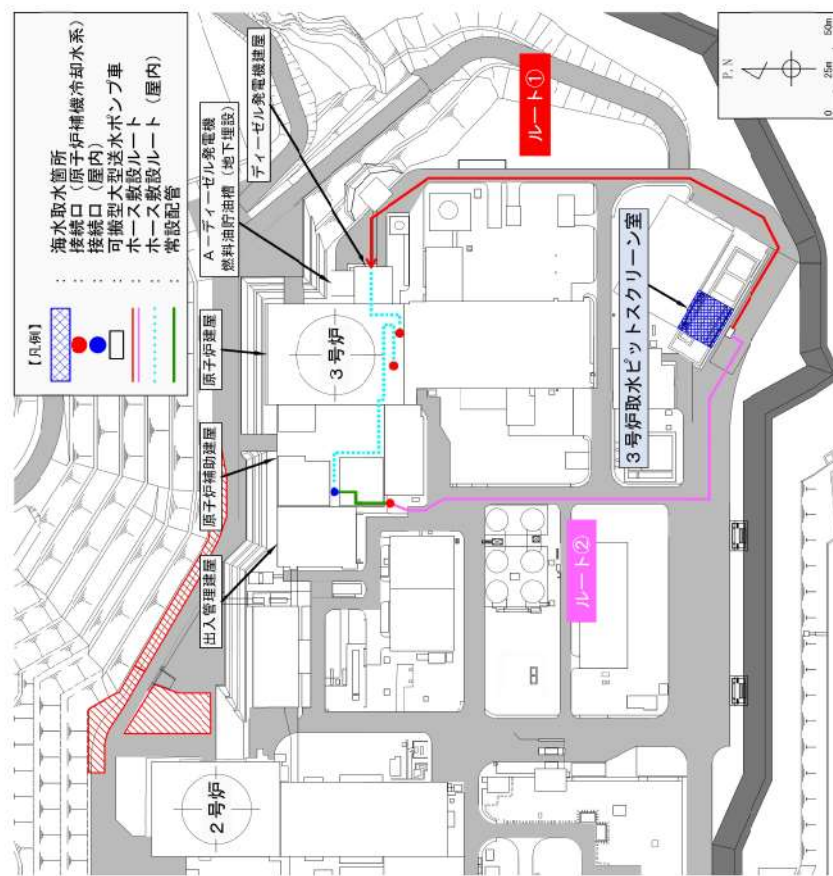 【凡例】
： 海水取水箇所
： 接続口（原子炉補機冷却水系）
： 接続口（屋内）
： 可搬型大型送水ポンプ車
： ホース敷設ルート
： ホース敷設ルート（屋内）
： 常設配管
P.N
0 25m 50m
ディーゼル発電機建屋
A－ディーゼル発電機
燃料油貯油槽（地下埋設）
原子炉建屋
原子炉補助建屋
出入管理建屋
3号炉
2号炉
ルート①
ルート②
3号炉取水ピットスクリーン室